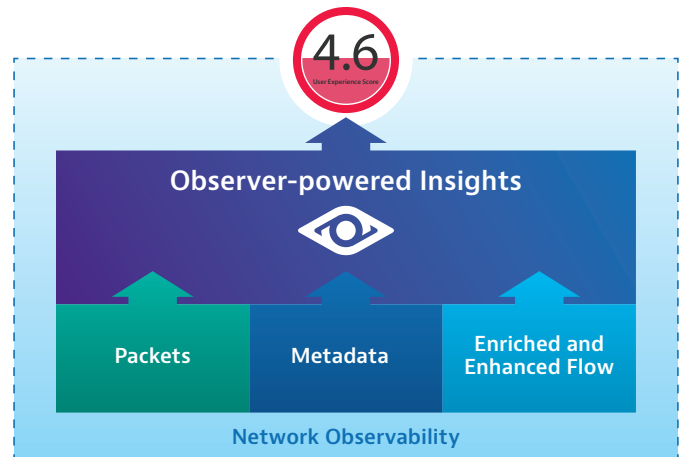 4.6
User Experience Score
Observer-powered Insights
Packets
Metadata
Enriched and
Enhanced Flow
Network Observability